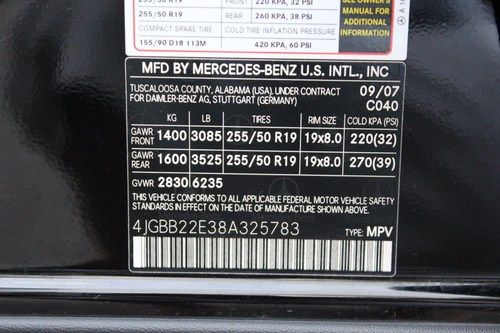 255/50 R19 FRONT 220 KPA, 32 PSI
255/50 R19 REAR 260 KPA, 38 PSI
COMPACT SPARE TIRE COLD TIRE INFLATION PRESSURE
155/90 D18 113M 420 KPA, 60 PSI
SEE OWNER'S
MANUAL FOR
ADDITIONAL
INFORMATION
MFD BY MERCEDES-BENZ U.S. INTL., INC
TUSCALOOSA COUNTY, ALABAMA (USA). UNDER CONTRACT
FOR DAIMLER-BENZ AG, STUTTGART (GERMANY)
09/07
C040
KG LB TIRES RIM SIZE COLD KPA (PSI)
GAWR FRONT 1400 3085 255/50 R19 19x8.0 220(32)
GAWR REAR 1600 3525 255/50 R19 19x8.0 270(39)
GVWR 2830 6235
THIS VEHICLE CONFORMS TO ALL APPLICABLE FEDERAL MOTOR VEHICLE SAFETY
STANDARDS IN EFFECT ON THE DATE OF MANUFACTURE SHOWN ABOVE.
4JGBB22E38A325783
TYPE: MPV